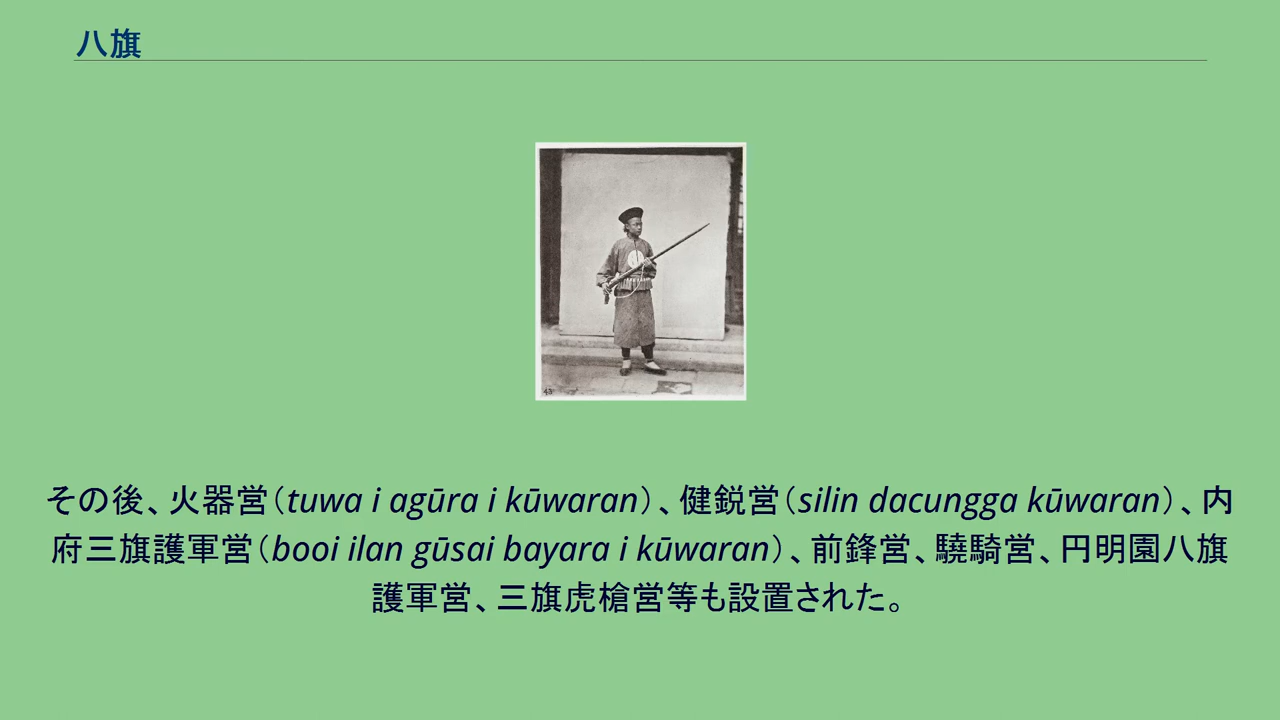 八旗
その後、火器営（tuwa i agūra i kūwaran）、健鋭営（silin dacungga kūwaran）、内
府三旗護軍営（booi ilan gūsai bayara i kūwaran）、前鋒営、驍騎営、円明園八旗
護軍営、三旗虎槍営等も設置された。